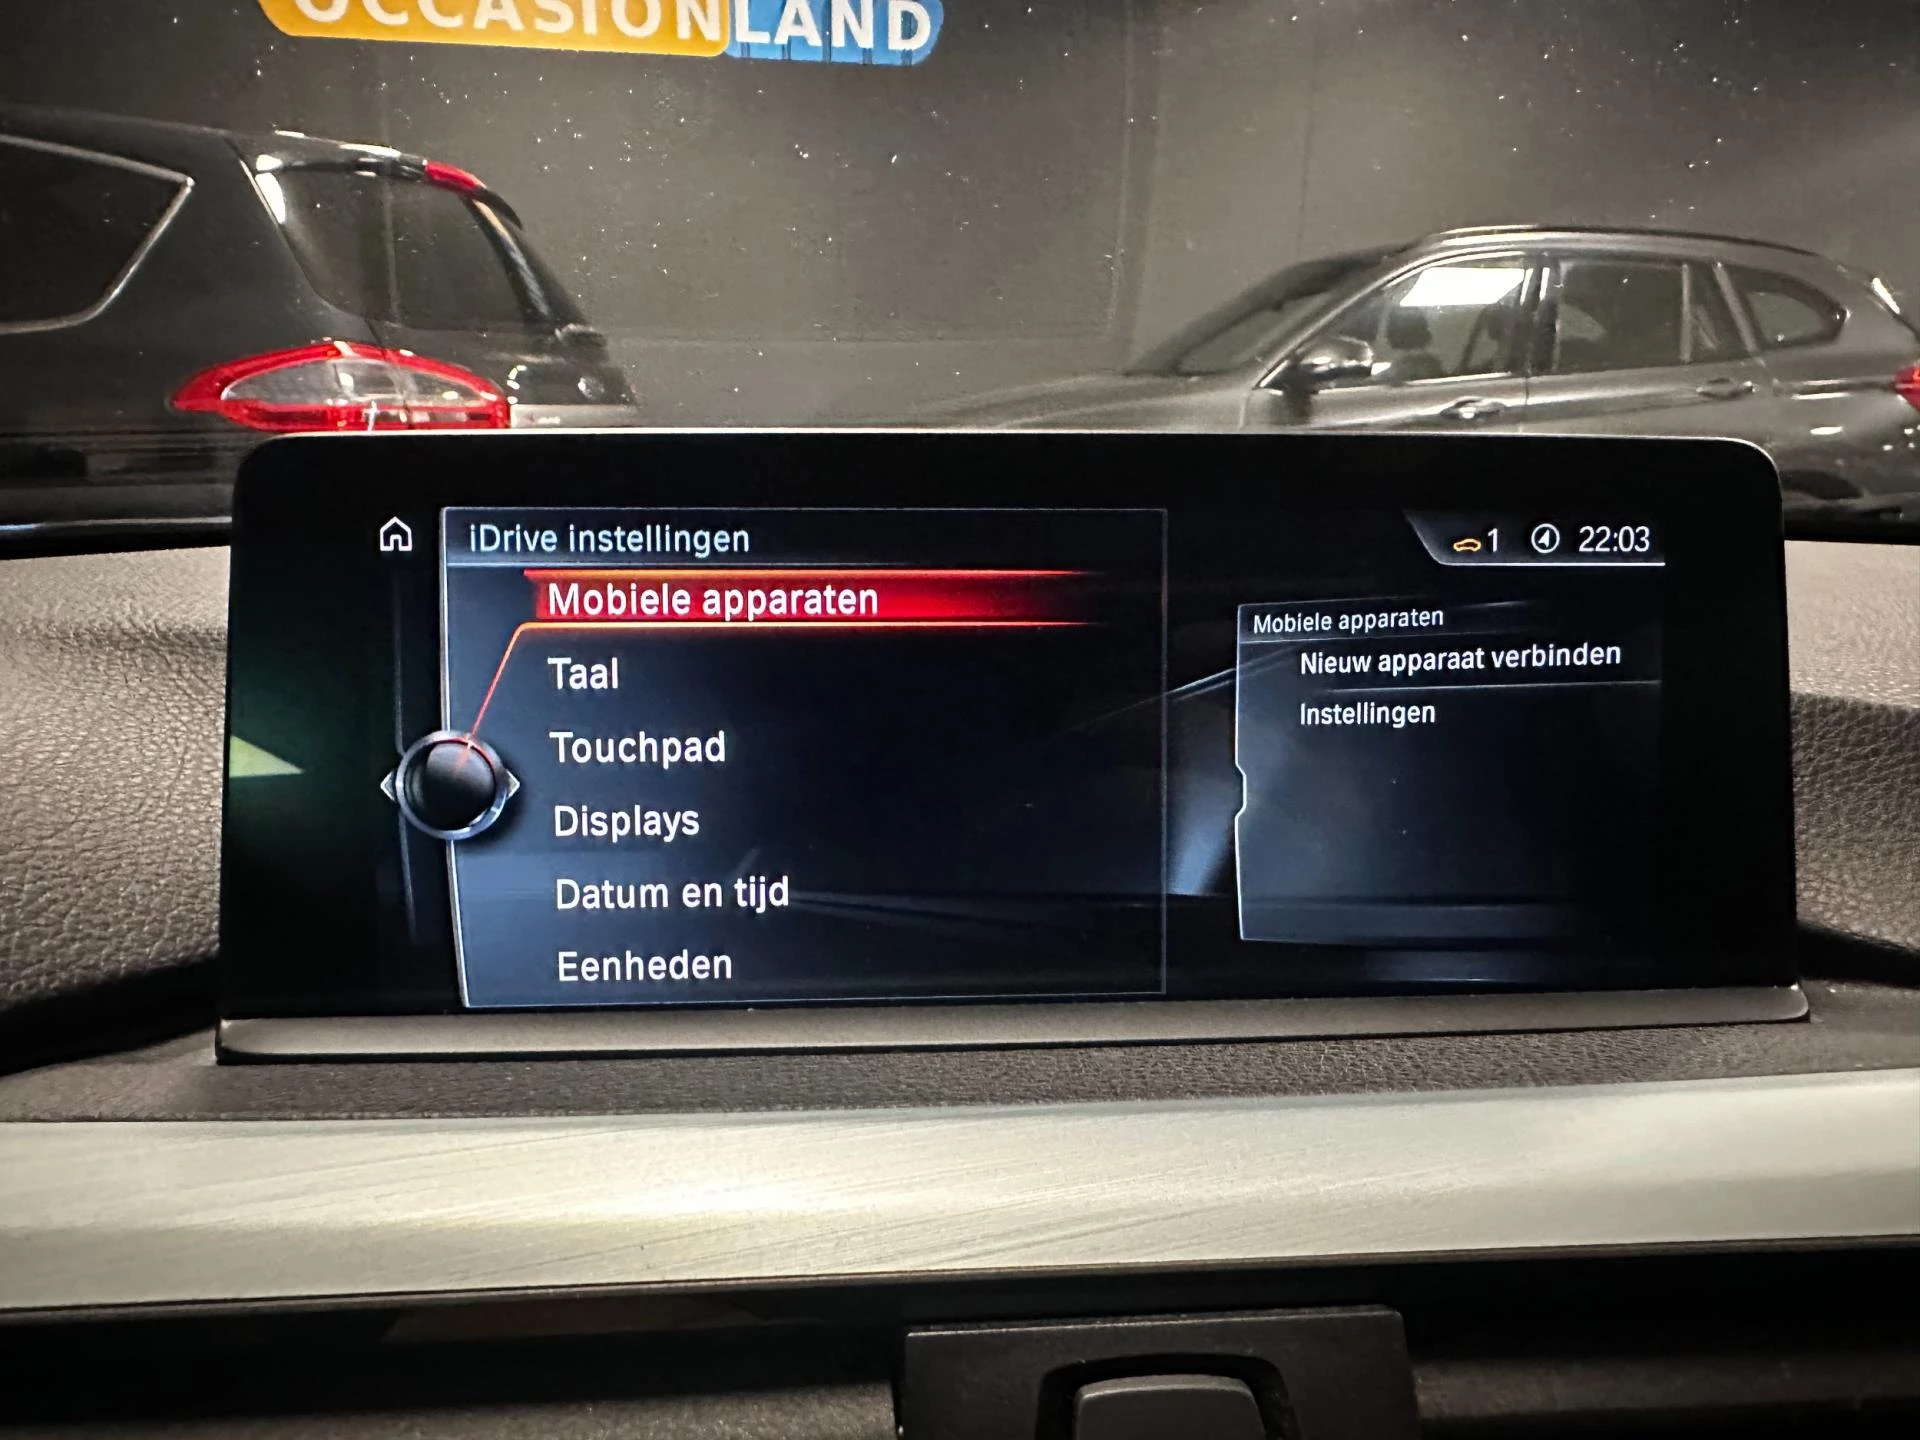 OCCASIONLAND
iDrive instellingen
1 22:03
Mobiele apparaten
Taal
Touchpad
Displays
Datum en tijd
Eenheden
Mobiele apparaten
Nieuw apparaat verbinden
Instellingen